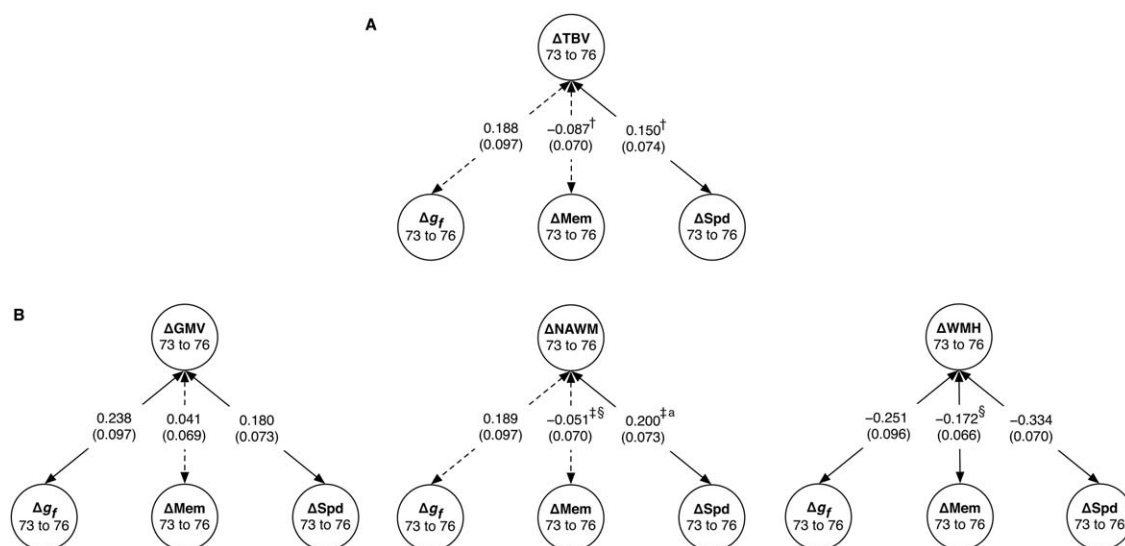 A
ΔTBV
73 to 76
0.188 −0.087† 0.150†
(0.097) (0.070) (0.074)
Δgf ΔMem ΔSpd
73 to 76 73 to 76 73 to 76
B
ΔGMV ΔNAWM ΔWMH
73 to 76 73 to 76 73 to 76
0.238 0.041 0.180 0.189 −0.051‡§ 0.200‡a −0.251 −0.172§ −0.334
(0.097) (0.069) (0.073) (0.097) (0.070) (0.073) (0.096) (0.066) (0.070)
Δgf ΔMem ΔSpd Δgf ΔMem ΔSpd Δgf ΔMem ΔSpd
73 to 76 73 to 76 73 to 76 73 to 76 73 to 76 73 to 76 73 to 76 73 to 76 73 to 76